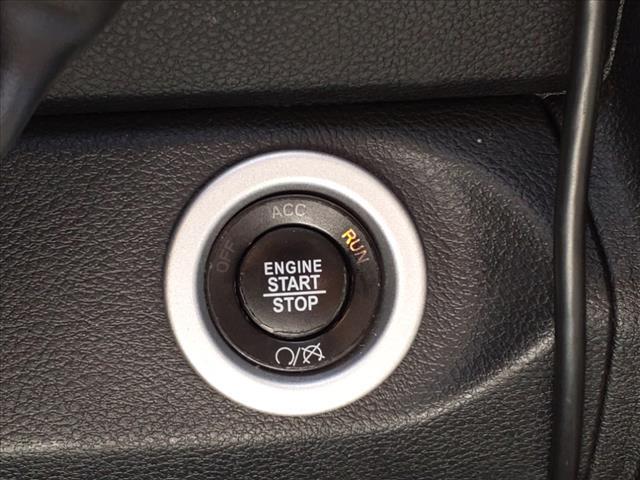 OFF
ACC
RUN
ENGINE
START
STOP